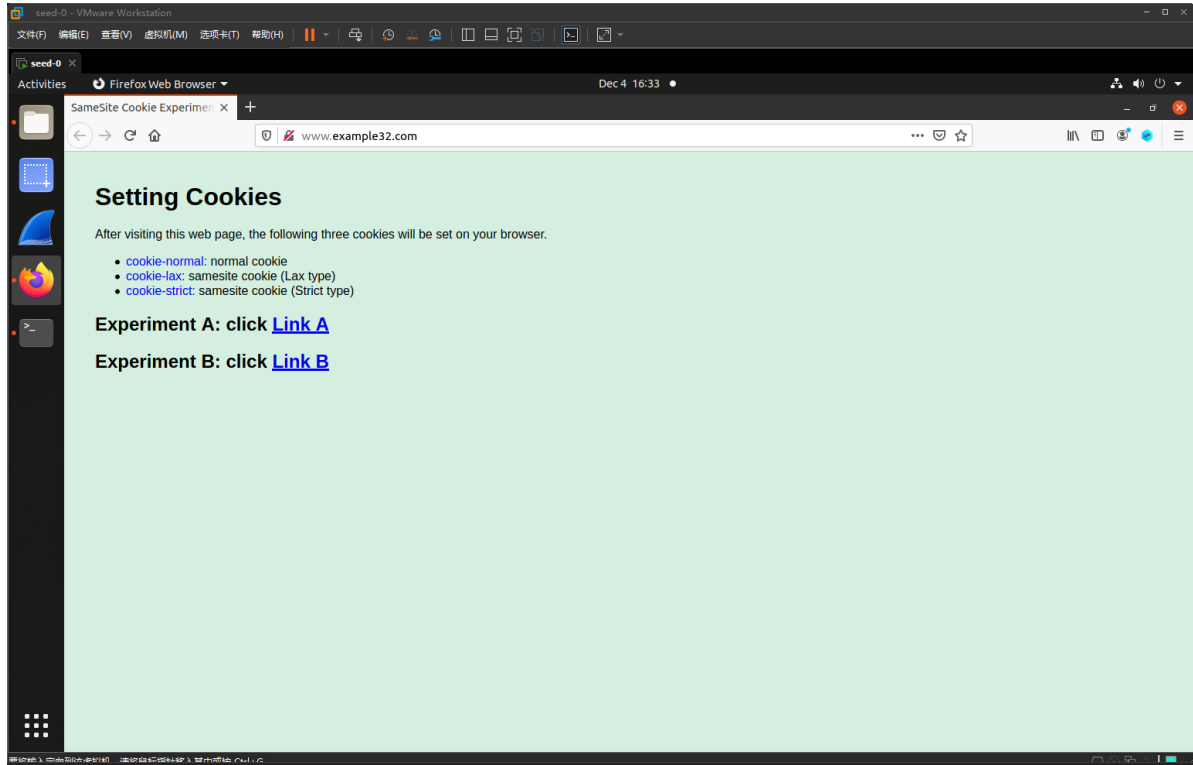 seed-0 - VMware Workstation
文件(F) 编辑(E) 查看(V) 虚拟机(M) 选项卡(T) 帮助(H)
seed-0
Activities Firefox Web Browser Dec 4 16:33
SameSite Cookie Experimen
www.example32.com
Setting Cookies
After visiting this web page, the following three cookies will be set on your browser.
cookie-normal: normal cookie
cookie-lax: samesite cookie (Lax type)
cookie-strict: samesite cookie (Strict type)
Experiment A: click Link A
Experiment B: click Link B